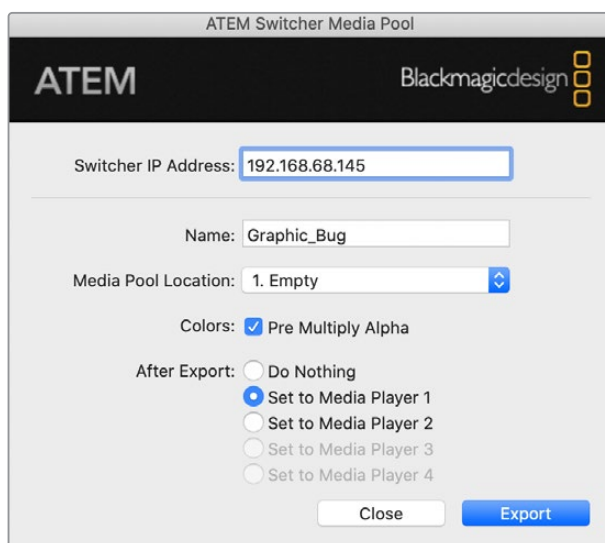 ATEM Switcher Media Pool
ATEM Blackmagicdesign
Switcher IP Address: 192.168.68.145
Name: Graphic_Bug
Media Pool Location: 1. Empty
Colors: Pre Multiply Alpha
After Export: Do Nothing
Set to Media Player 1
Set to Media Player 2
Set to Media Player 3
Set to Media Player 4
Close Export